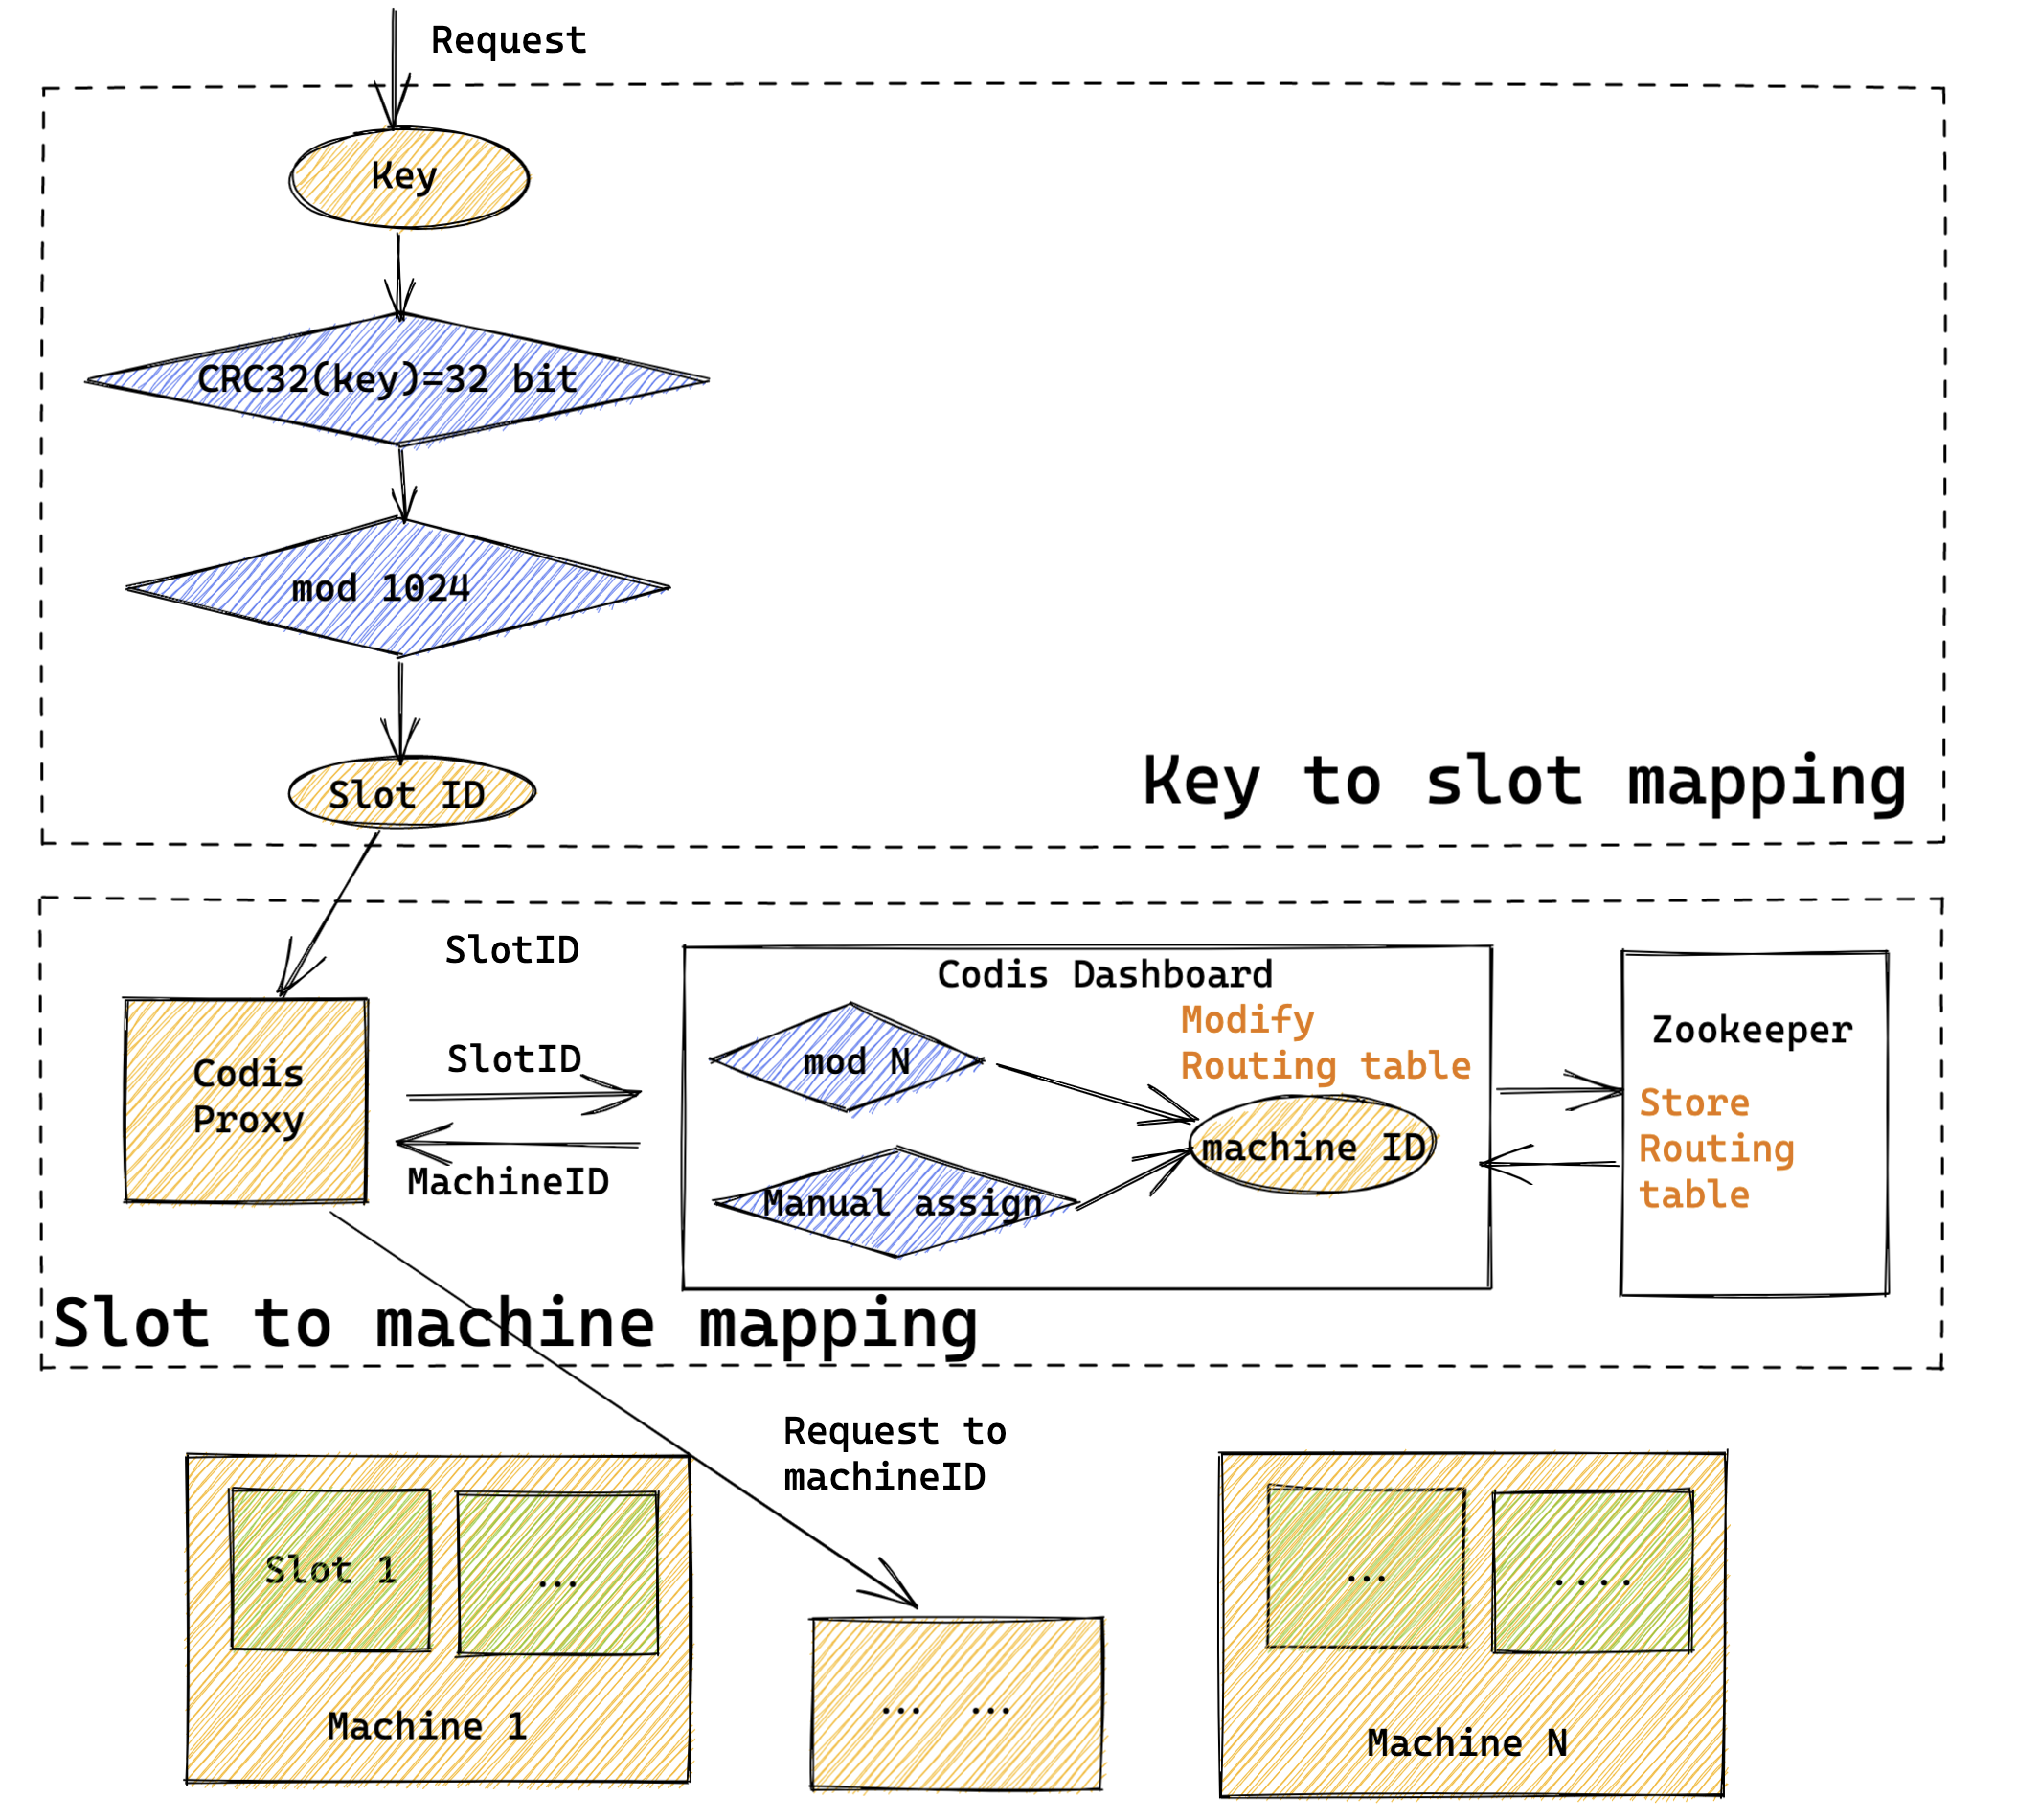 Request
Key
CRC32(key)=32 bit
mod 1024
Slot ID
Key to slot mapping
SlotID
Codis
Proxy
SlotID
MachineID
Codis Dashboard
mod N
Manual assign
Modify
Routing table
machine ID
Zookeeper
Store
Routing
table
Slot to machine mapping
Request to
machineID
Slot 1
...
Machine 1
... ...
...
....
Machine N